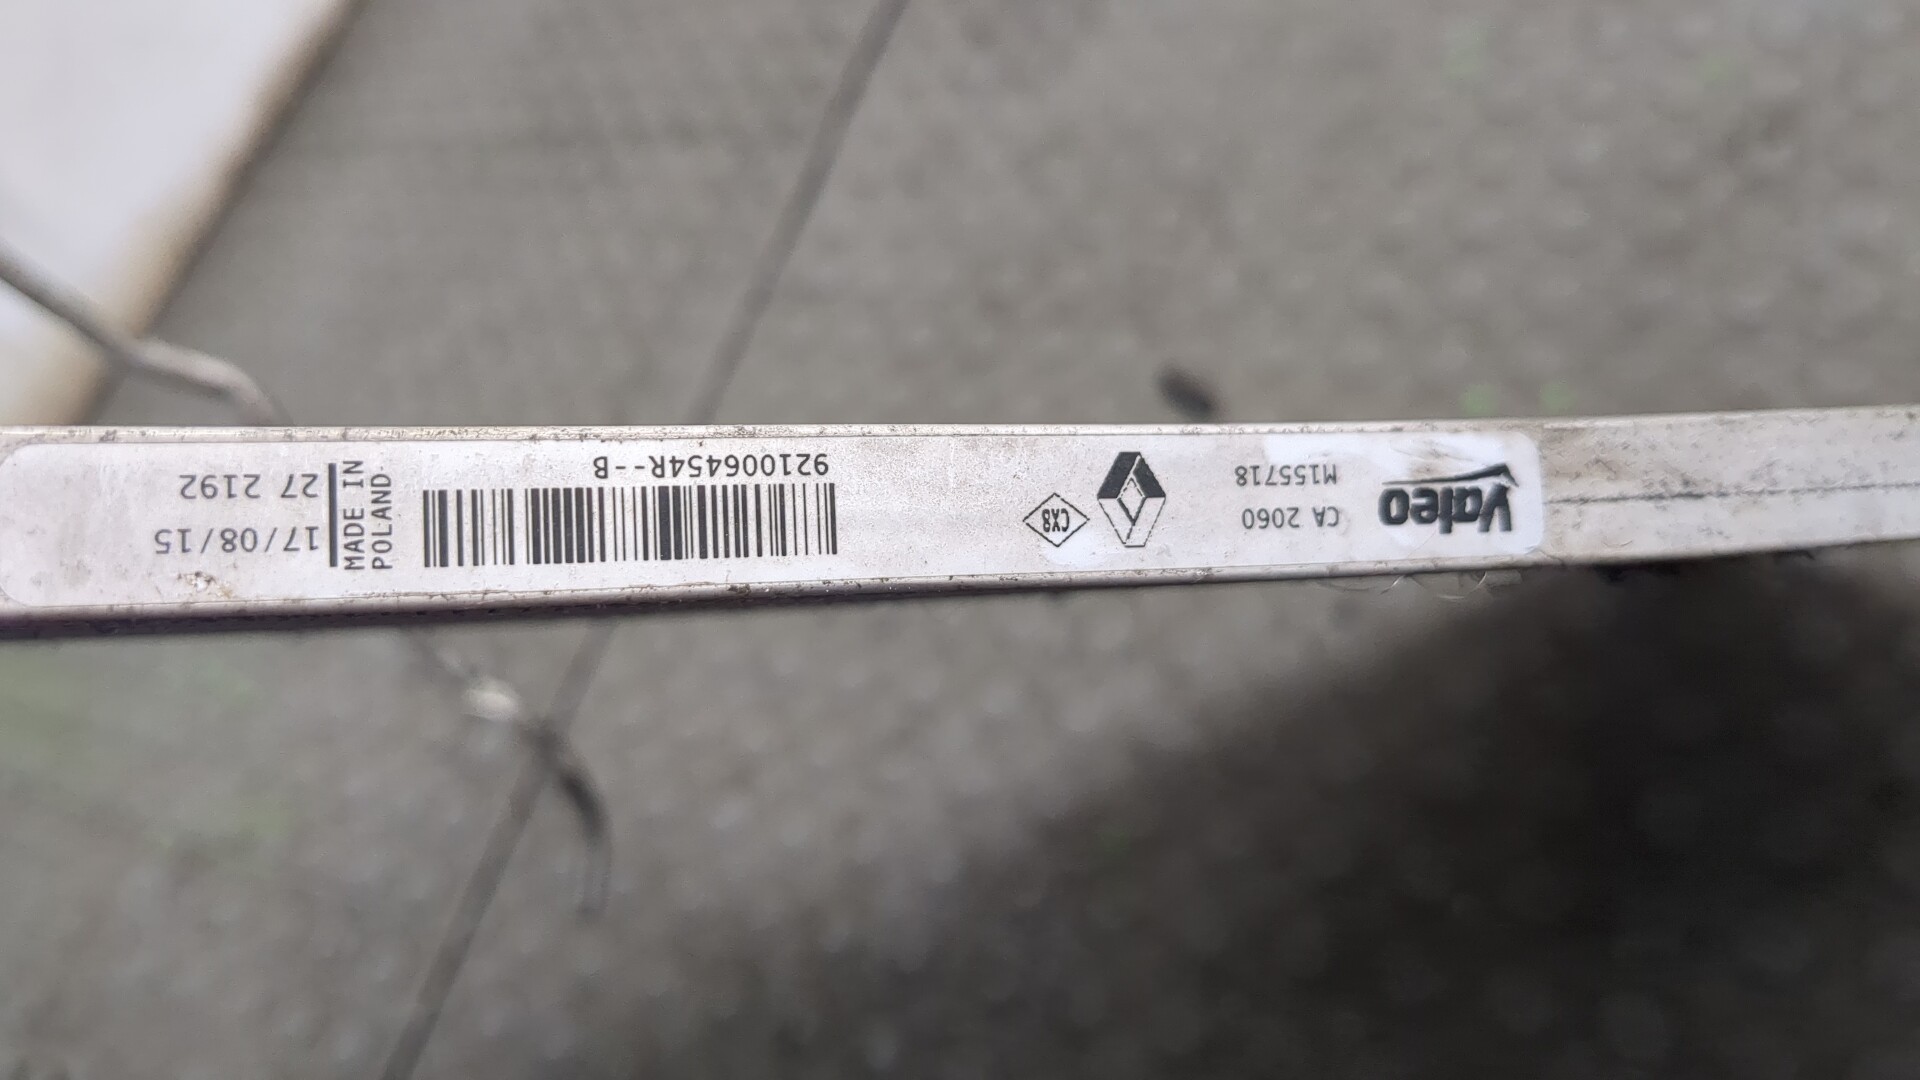 Valeo
CA 2060
M155718
CX8
921006454R--B
MADE IN
POLAND
17/08/15
27 2192